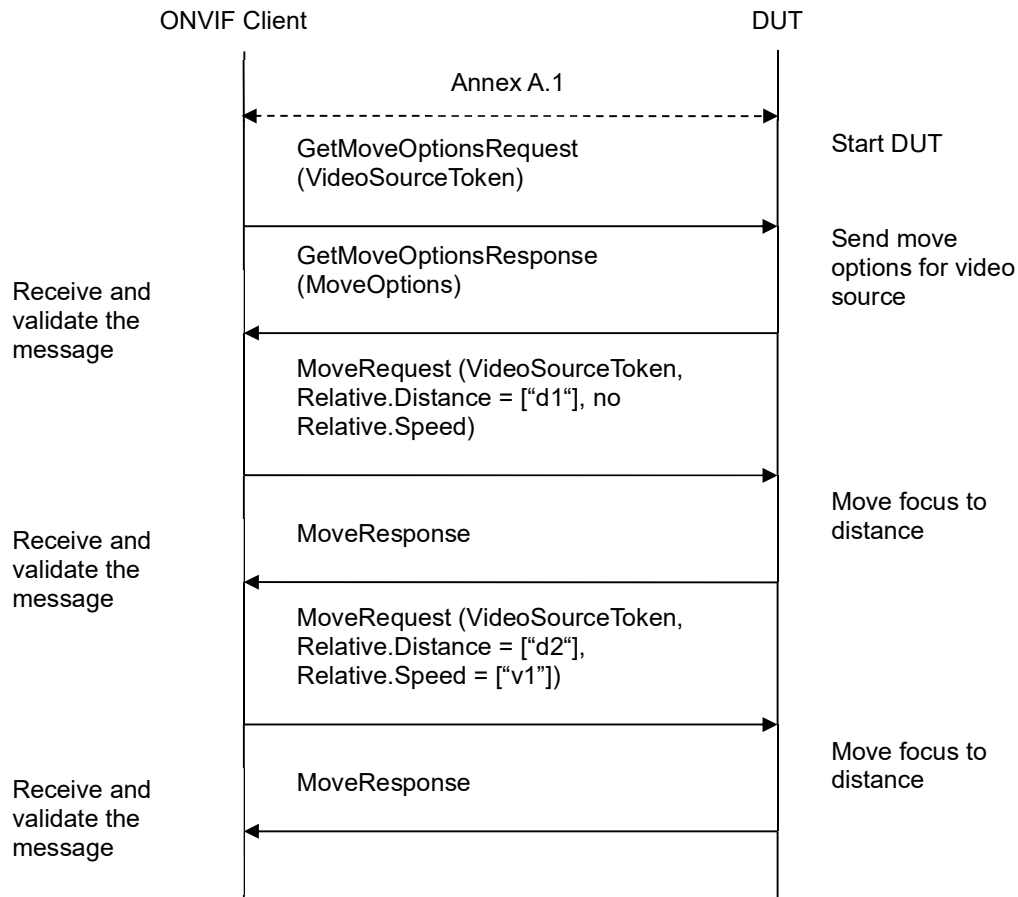 ONVIF Client
DUT
Annex A.1
Start DUT
GetMoveOptionsRequest
(VideoSourceToken)
Send move
options for video
source
GetMoveOptionsResponse
(MoveOptions)
Receive and
validate the
message
MoveRequest (VideoSourceToken,
Relative.Distance = [“d1“], no
Relative.Speed)
Move focus to
distance
MoveResponse
Receive and
validate the
message
MoveRequest (VideoSourceToken,
Relative.Distance = [“d2“],
Relative.Speed = [“v1”])
Move focus to
distance
MoveResponse
Receive and
validate the
message